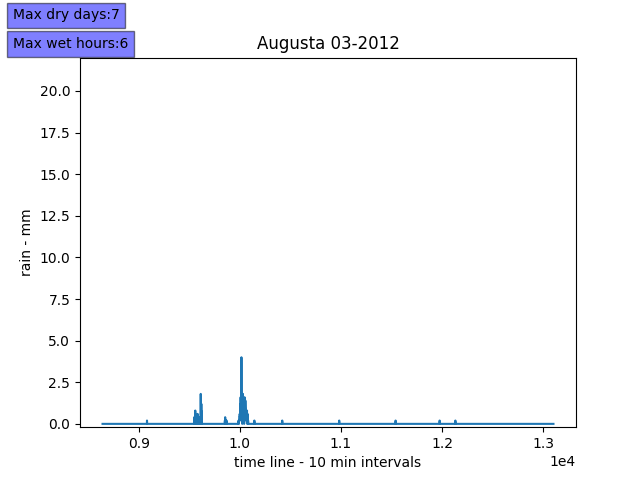 Max dry days:7
Max wet hours:6
Augusta 03-2012
20.0
17.5
15.0
12.5
10.0
7.5
5.0
2.5
0.0
rain - mm
0.9 1.0 1.1 1.2 1.3
1e4
time line - 10 min intervals